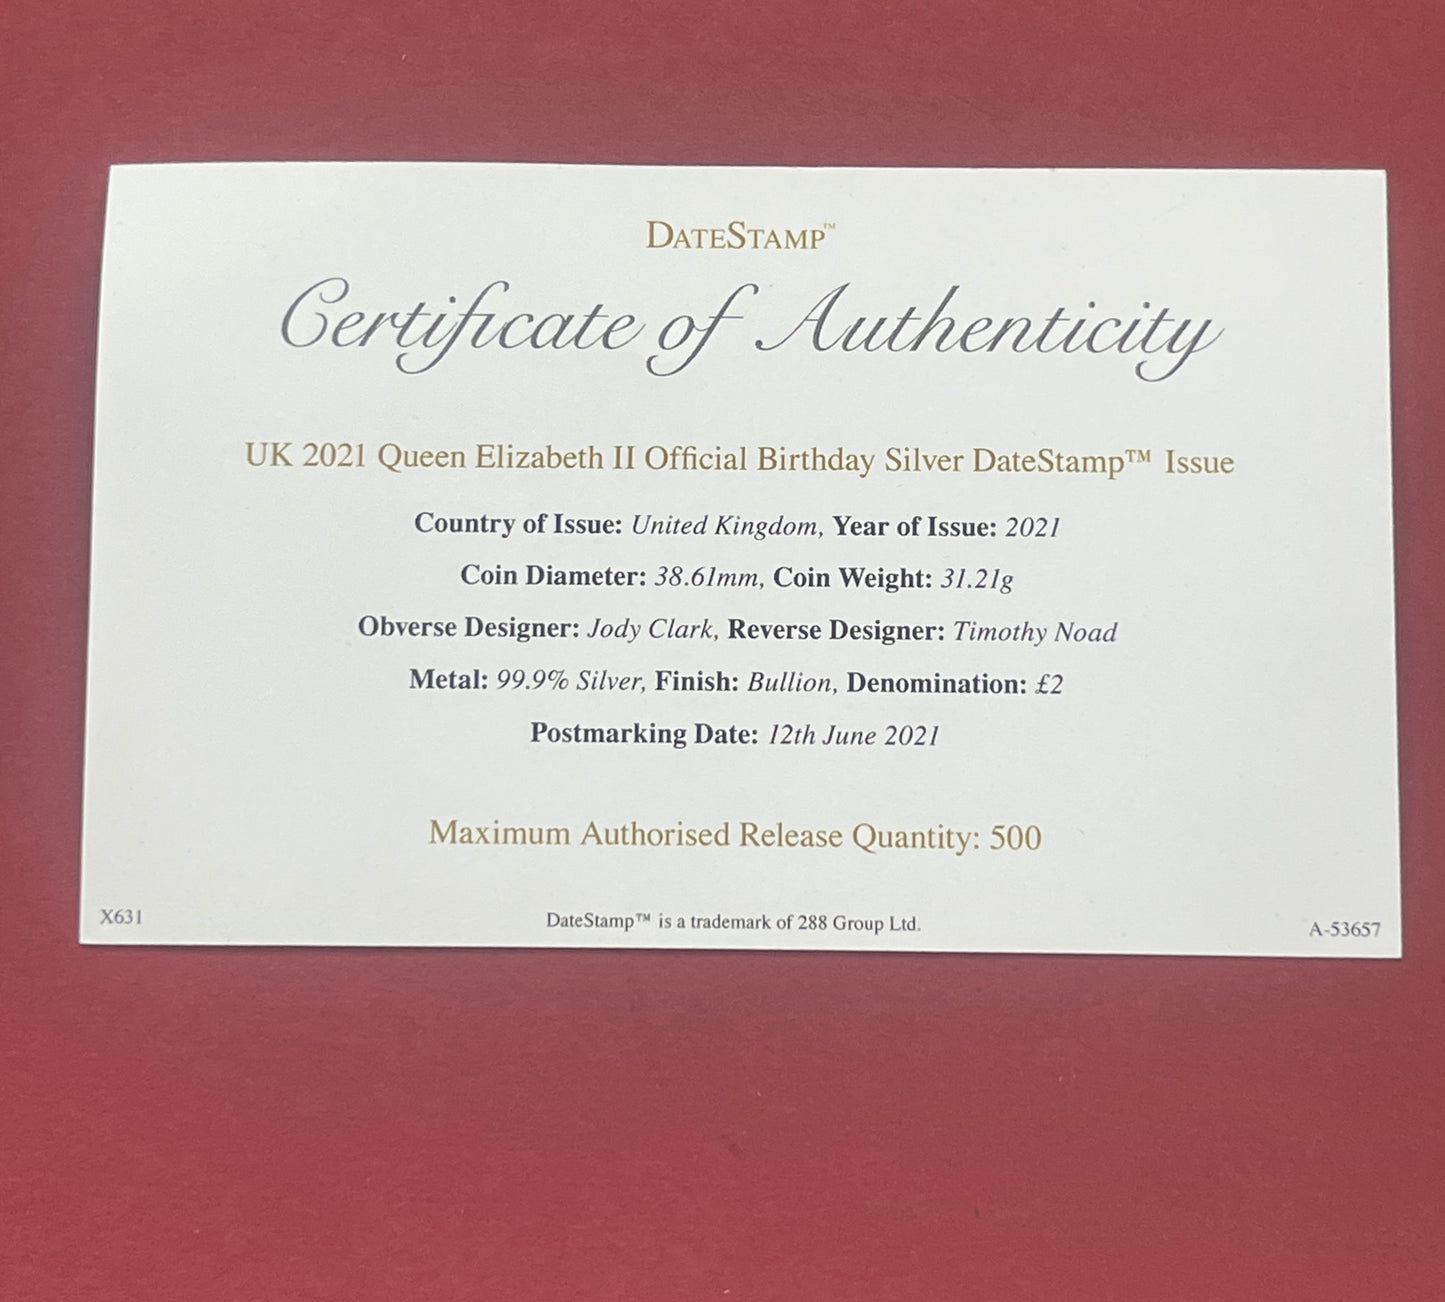 DATESTAMP™
Certificate of Authenticity
UK 2021 Queen Elizabeth II Official Birthday Silver DateStamp™ Issue
Country of Issue: United Kingdom, Year of Issue: 2021
Coin Diameter: 38.61mm, Coin Weight: 31.21g
Obverse Designer: Jody Clark, Reverse Designer: Timothy Noad
Metal: 99.9% Silver, Finish: Bullion, Denomination: £2
Postmarking Date: 12th June 2021
Maximum Authorised Release Quantity: 500
X631
DateStamp™ is a trademark of 288 Group Ltd.
A-53657